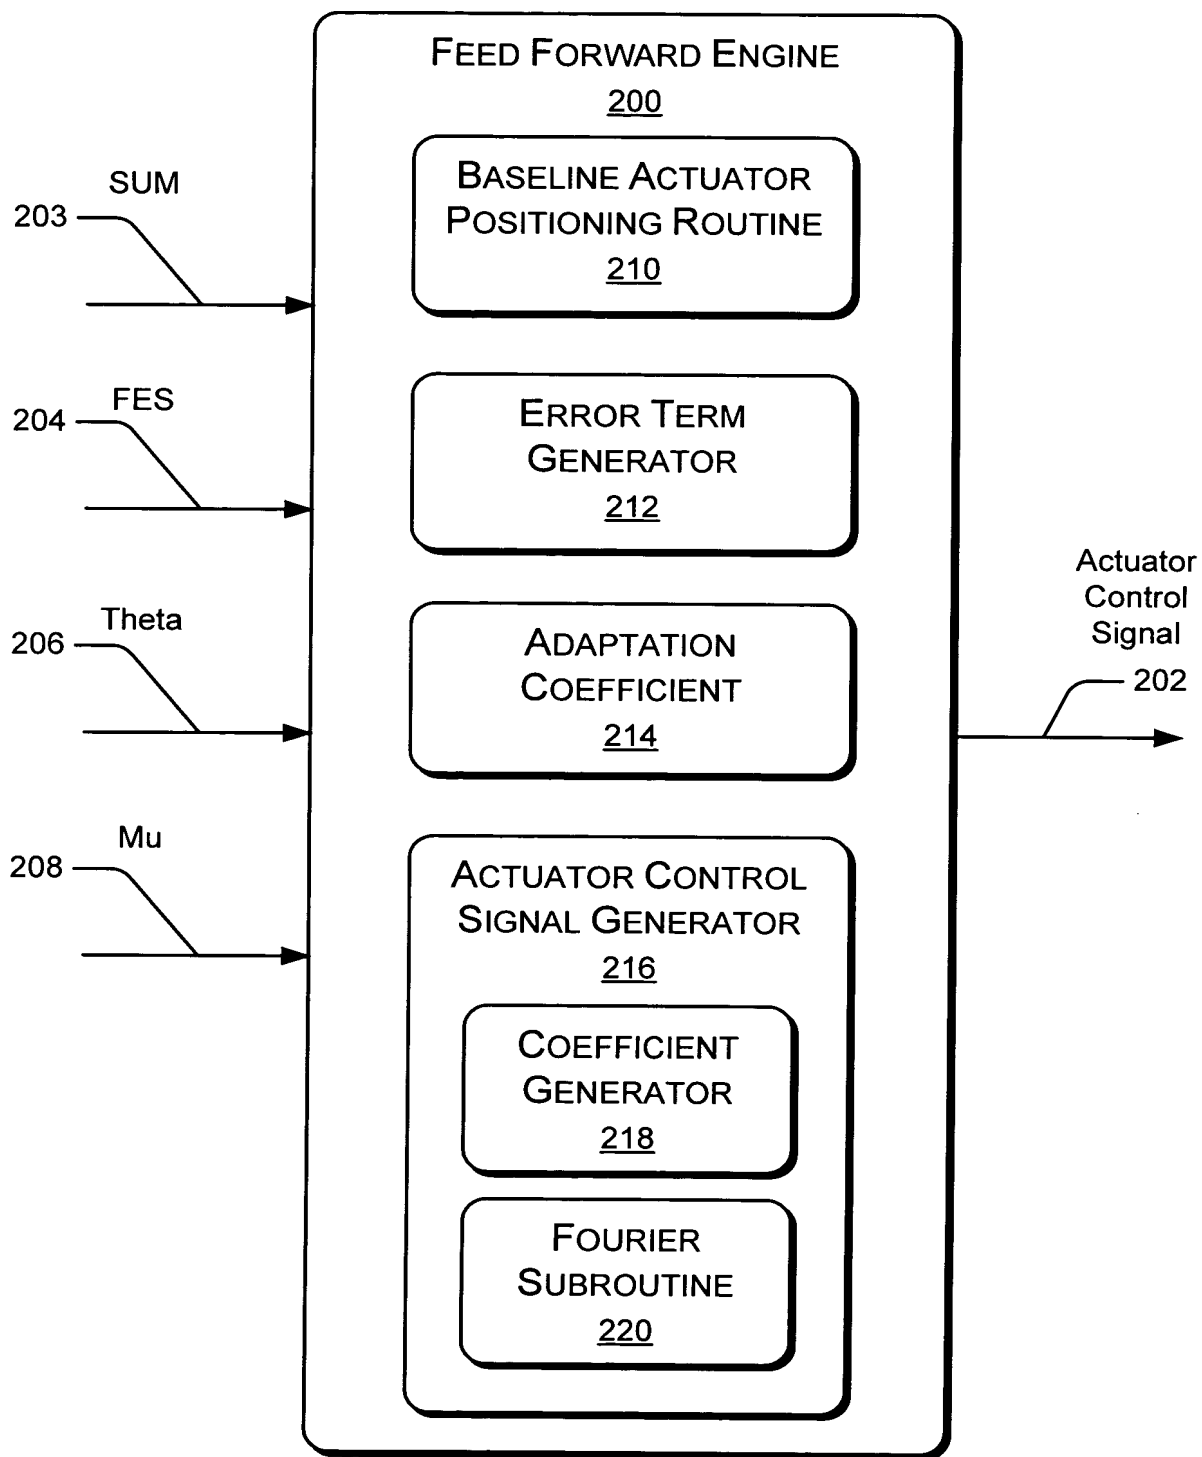 FEED FORWARD ENGINE
200
BASELINE ACTUATOR
POSITIONING ROUTINE
210
SUM
203
FES
204
ERROR TERM
GENERATOR
212
Theta
206
ADAPTATION
COEFFICIENT
214
Actuator
Control
Signal
202
Mu
208
ACTUATOR CONTROL
SIGNAL GENERATOR
216
COEFFICIENT
GENERATOR
218
FOURIER
SUBROUTINE
220